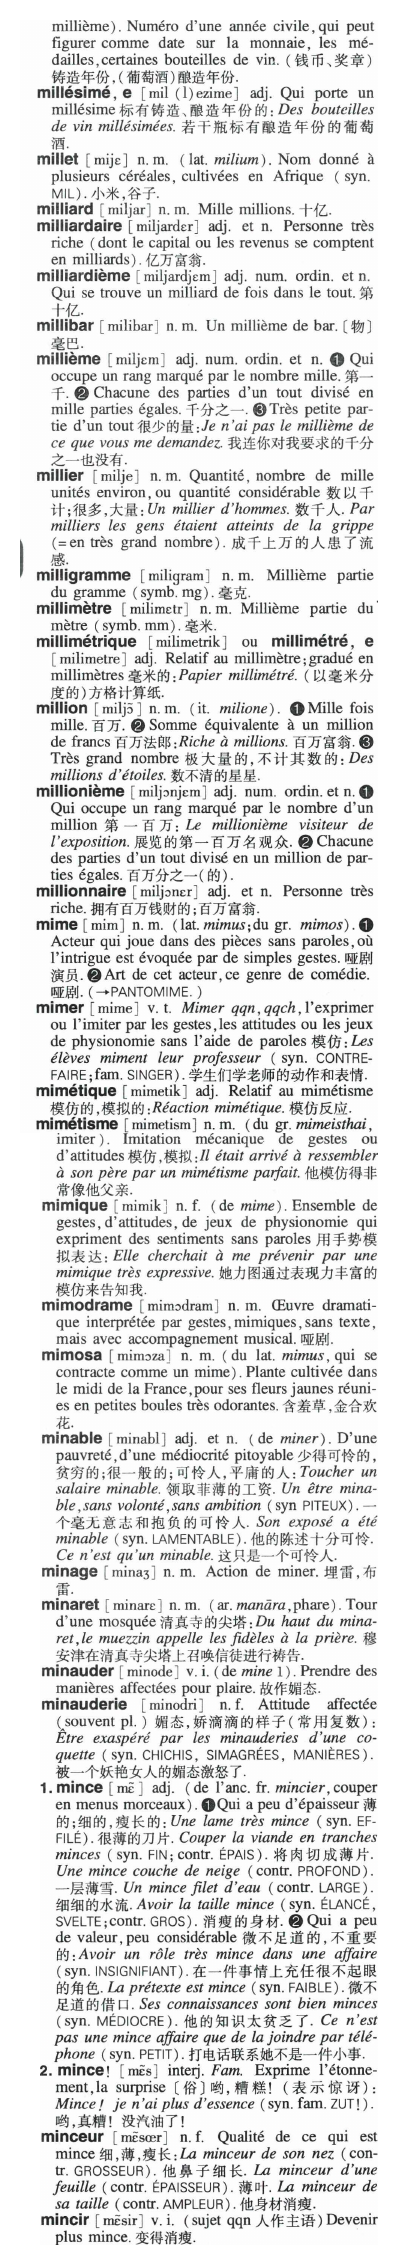 millième). Numéro d'une année civile, qui peut
figurer comme date sur la monnaie, les mé-
dailles, certaines bouteilles de vin. (钱币、奖章)
铸造年份, (葡萄酒)酿造年份.
millésimé, e [mil (l) ezime] adj. Qui porte un
millésime 标有铸造、酿造年份的: Des bouteilles
de vin millésimées. 若干瓶标有酿造年份的葡萄
酒.
millet [mijɛ] n. m. (lat. milium). Nom donné à
plusieurs céréales, cultivées en Afrique (syn.
MIL). 小米,谷子.
milliard [miljar] n. m. Mille millions. 十亿.
milliardaire [miljardɛr] adj. et n. Personne très
riche (dont le capital ou les revenus se comptent
en milliards). 亿万富翁.
milliardième [miljardjɛm] adj. num. ordin. et n.
Qui se trouve un milliard de fois dans le tout. 第
十亿.
millibar [milibar] n. m. Un millième de bar. [物]
毫巴.
millième [miljɛm] adj. num. ordin. et n. ❶ Qui
occupe un rang marqué par le nombre mille. 第一
千. ❷ Chacune des parties d'un tout divisé en
mille parties égales. 千分之一. ❸ Très petite par-
tie d'un tout 很少的量: Je n'ai pas le millième de
ce que vous me demandez. 我连你对我要求的千分
之一也没有.
millier [milje] n. m. Quantité, nombre de mille
unités environ, ou quantité considérable 数以千
计;很多,大量: Un millier d'hommes. 数千人. Par
milliers les gens étaient atteints de la grippe
(= en très grand nombre). 成千上万的人患了流
感.
milligramme [miligram] n. m. Millième partie
du gramme (symb. mg). 毫克.
millimètre [milimɛtr] n. m. Millième partie du
mètre (symb. mm). 毫米.
millimétrique [milimetrik] ou millimétré, e
[milimetre] adj. Relatif au millimètre; gradué en
millimètres 毫米的: Papier millimétré. (以毫米分
度的)方格计算纸.
million [miljɔ̃] n. m. (it. milione). ❶ Mille fois
mille. 百万. ❷ Somme équivalente à un million
de francs 百万法郎: Riche à millions. 百万富翁. ❸
Très grand nombre 极大量的,不计其数的: Des
millions d'étoiles. 数不清的星星.
millionième [miljɔnjɛm] adj. num. ordin. et n. ❶
Qui occupe un rang marqué par le nombre d'un
million 第一百万: Le millionième visiteur de
l'exposition. 展览的第一百万名观众. ❷ Chacune
des parties d'un tout divisé en un million de par-
ties égales. 百万分之一(的).
millionnaire [miljɔnɛr] adj. et n. Personne très
riche. 拥有百万钱财的;百万富翁.
mime [mim] n. m. (lat. mimus; du gr. mimos). ❶
Acteur qui joue dans des pièces sans paroles, où
l'intrigue est évoquée par de simples gestes. 哑剧
演员. ❷ Art de cet acteur, ce genre de comédie.
哑剧. (→PANTOMIME.)
mimer [mime] v. t. Mimer qqn, qqch, l'exprimer
ou l'imiter par les gestes, les attitudes ou les jeux
de physionomie sans l'aide de paroles 模仿: Les
élèves miment leur professeur (syn. CONTRE-
FAIRE; fam. SINGER). 学生们学老师的动作和表情.
mimétique [mimetik] adj. Relatif au mimétisme
模仿的,模拟的: Réaction mimétique. 模仿反应.
mimétisme [mimetism] n. m. (du gr. mimeisthai,
imiter). Imitation mécanique de gestes ou
d'attitudes 模仿,模拟: Il était arrivé à ressembler
à son père par un mimétisme parfait. 他模仿得非
常像他父亲.
mimique [mimik] n. f. (de mime). Ensemble de
gestes, d'attitudes, de jeux de physionomie qui
expriment des sentiments sans paroles 用手势模
拟表达: Elle cherchait à me prévenir par une
mimique très expressive. 她力图通过表现力丰富的
模仿来告知我.
mimodrame [mimɔdram] n. m. Œuvre dramati-
que interprétée par gestes, mimiques, sans texte,
mais avec accompagnement musical. 哑剧.
mimosa [mimɔza] n. m. (du lat. mimus, qui se
contracte comme un mime). Plante cultivée dans
le midi de la France, pour ses fleurs jaunes réuni-
es en petites boules très odorantes. 含羞草,金合欢
花.
minable [minabl] adj. et n. (de miner). D'une
pauvreté, d'une médiocrité pitoyable 少得可怜的,
贫穷的;很一般的;可怜人,平庸的人: Toucher un
salaire minable. 领取菲薄的工资. Un être mina-
ble, sans volonté, sans ambition (syn PITEUX). 一
个毫无意志和抱负的可怜人. Son exposé a été
minable (syn. LAMENTABLE). 他的陈述十分可怜.
Ce n'est qu'un minable. 这只是一个可怜人.
minage [minaʒ] n. m. Action de miner. 埋雷,布
雷.
minaret [minarɛ] n. m. (ar. manāra, phare). Tour
d'une mosquée 清真寺的尖塔: Du haut du mina-
ret, le muezzin appelle les fidèles à la prière. 穆
安津在清真寺尖塔上召唤信徒进行祷告.
minauder [minode] v. i. (de mine 1). Prendre des
manières affectées pour plaire. 故作媚态.
minauderie [minodri] n. f. Attitude affectée
(souvent pl.) 媚态,娇滴滴的样子(常用复数):
Être exaspéré par les minauderies d'une co-
quette (syn. CHICHIS, SIMAGRÉES, MANIÈRES).
被一个妖艳女人的媚态激怒了.
1. mince [mɛ̃s] adj. (de l'anc. fr. mincier, couper
en menus morceaux). ❶ Qui a peu d'épaisseur 薄
的;细的,瘦长的: Une lame très mince (syn. EF-
FILÉ). 很薄的刀片. Couper la viande en tranches
minces (syn. FIN; contr. ÉPAIS). 将肉切成薄片.
Une mince couche de neige (contr. PROFOND).
一层薄雪. Un mince filet d'eau (contr. LARGE).
细细的水流. Avoir la taille mince (syn. ÉLANCÉ,
SVELTE; contr. GROS). 消瘦的身材. ❷ Qui a peu
de valeur, peu considérable 微不足道的,不重要
的: Avoir un rôle très mince dans une affaire
(syn. INSIGNIFIANT). 在一件事情上充任很不起眼
的角色. La prétexte est mince (syn. FAIBLE). 微不
足道的借口. Ses connaissances sont bien minces
(syn. MÉDIOCRE). 他的知识太贫乏了. Ce n'est
pas une mince affaire que de la joindre par télé-
phone (syn. PETIT). 打电话联系她不是一件小事.
2. mince! [mɛ̃s] interj. Fam. Exprime l'étonne-
ment, la surprise [俗]哟,糟糕! (表示惊讶):
Mince! je n'ai plus d'essence (syn. fam. ZUT!).
哟,真糟! 没汽油了!
minceur [mɛ̃sœr] n. f. Qualité de ce qui est
mince 细,薄,瘦长: La minceur de son nez (con-
tr. GROSSEUR). 他鼻子细长. La minceur d'une
feuille (contr. ÉPAISSEUR). 薄叶. La minceur de
sa taille (contr. AMPLEUR). 他身材消瘦.
mincir [mɛ̃sir] v. i. (sujet qqn 人作主语) Devenir
plus mince. 变得消瘦.